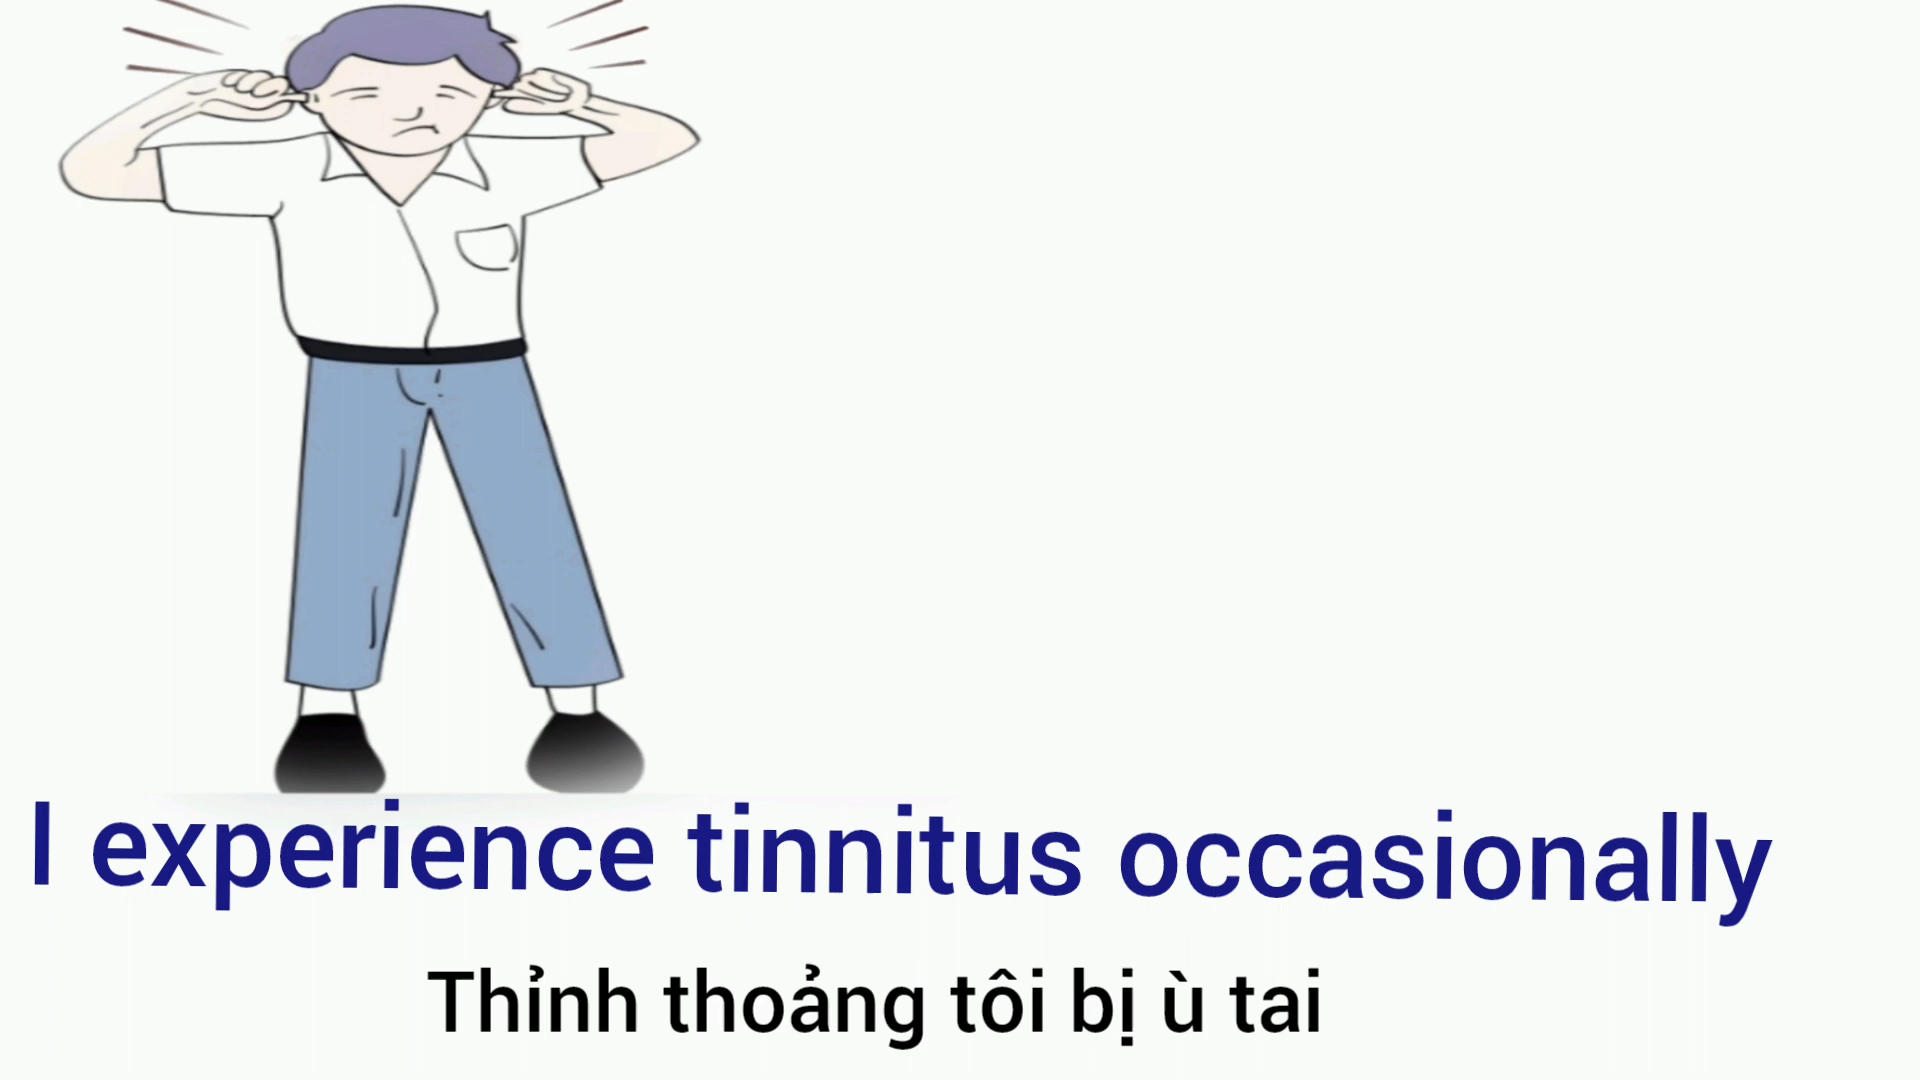 I experience tinnitus occasionally
Thỉnh thoảng tôi bị ù tai